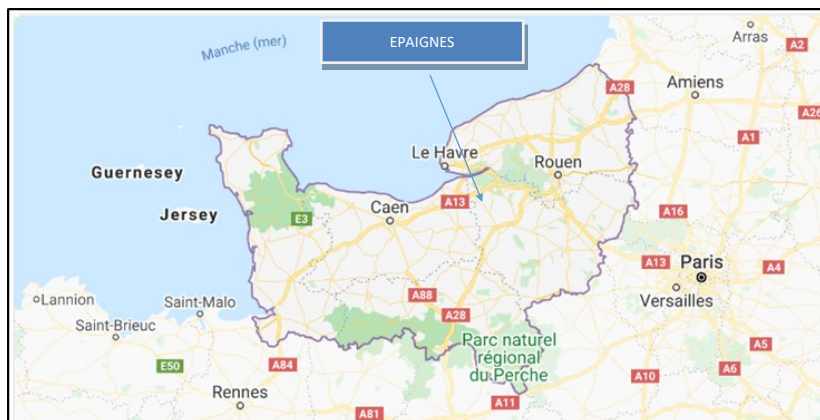 EPAIGNES
Manche (mer)
Arras
A2
A28
Amiens
A26
A1
Le Havre
Rouen
Guernesey
Jersey
E3
Caen
A13
A16
A13
Paris
A4
Versailles
Lannion
Saint-Malo
A88
Saint-Brieuc
A28
A5
Parc naturel
régional
du Perche
E50
A84
A6
A10
Rennes
A11
A81